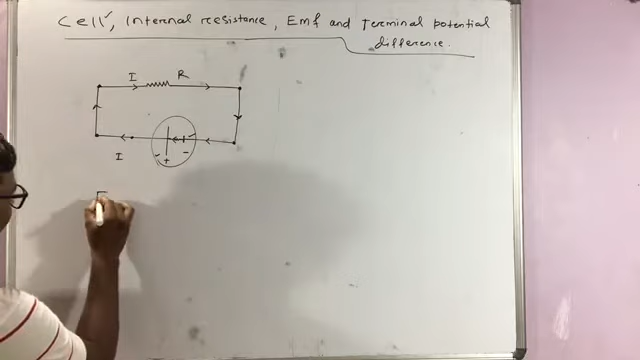 Cell, Internal resistance, Emf and Terminal potential
difference.
I R
I + -